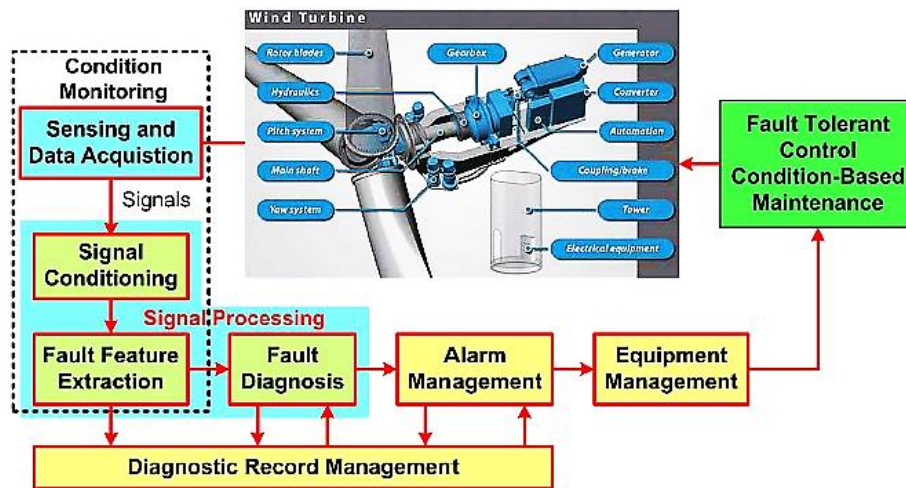 Wind Turbine
Rotor blades
Hydraulics
Pitch system
Main shaft
Yaw system
Gearbox
Generator
Converter
Automation
Coupling/brake
Tower
Electrical equipment
Condition
Monitoring
Sensing and
Data Acquistion
Signals
Signal
Conditioning
Signal Processing
Fault Feature
Extraction
Fault
Diagnosis
Alarm
Management
Equipment
Management
Fault Tolerant
Control
Condition-Based
Maintenance
Diagnostic Record Management